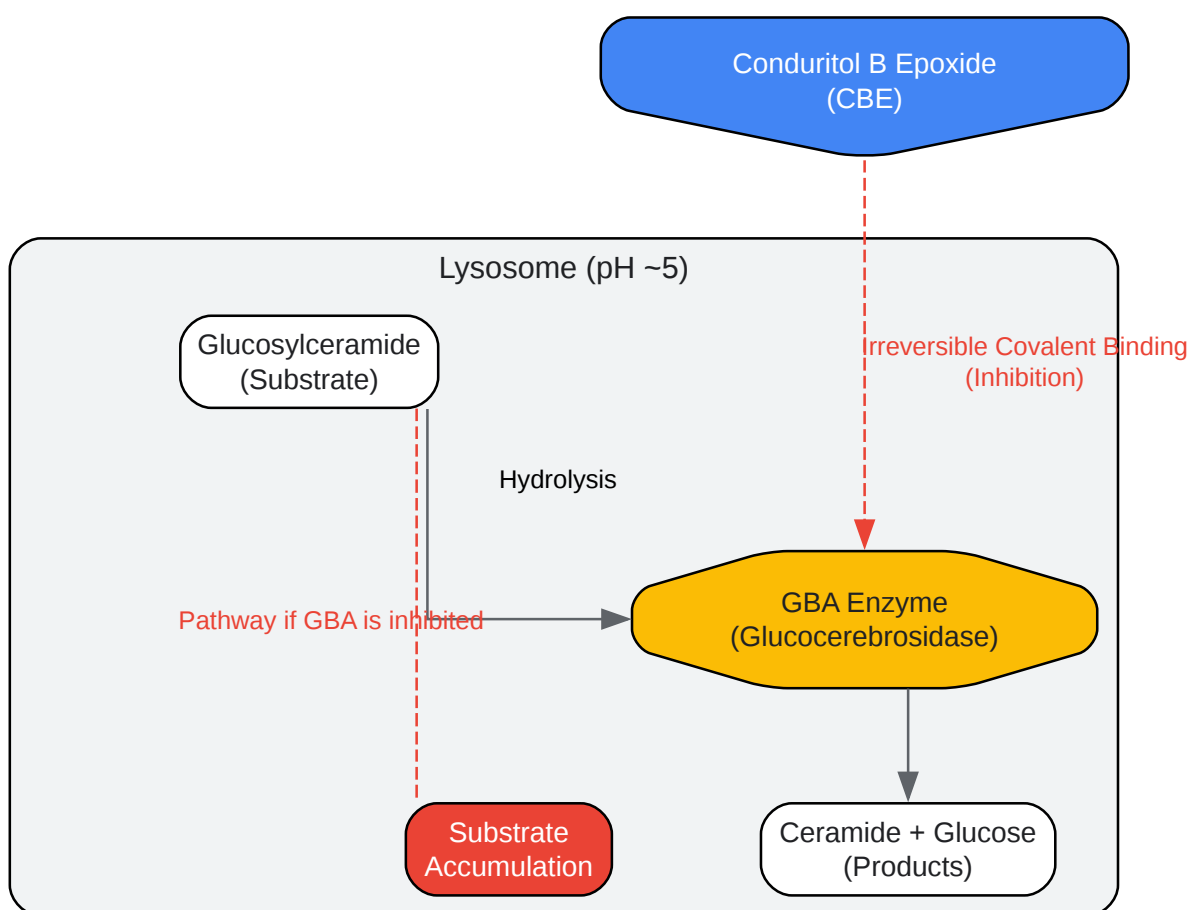 Conduritol B Epoxide
(CBE)
Lysosome (pH ~5)
Glucosylceramide
(Substrate)
Irreversible Covalent Binding
(Inhibition)
Hydrolysis
Pathway if GBA is inhibited
GBA Enzyme
(Glucocerebrosidase)
Substrate
Accumulation
Ceramide + Glucose
(Products)